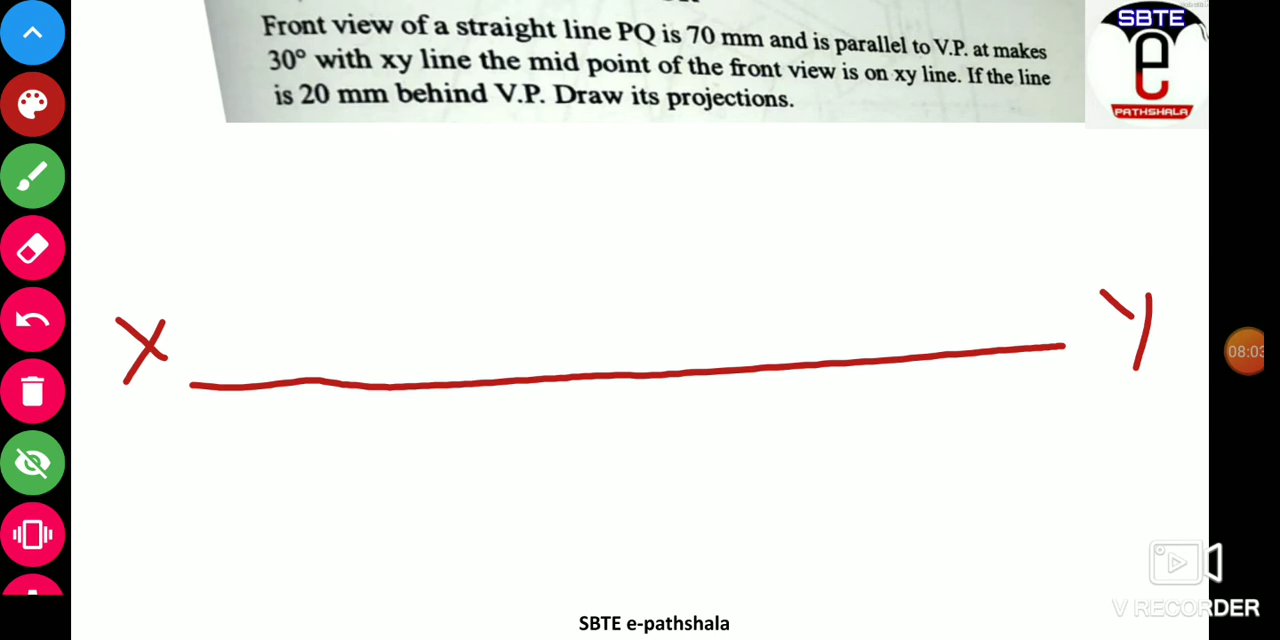 Front view of a straight line PQ is 70 mm and is parallel to V.P. at makes
30° with xy line the mid point of the front view is on xy line. If the line
is 20 mm behind V.P. Draw its projections.
SBTE
e
PATHSHALA
X
Y
08:03
V RECORDER
SBTE e-pathshala